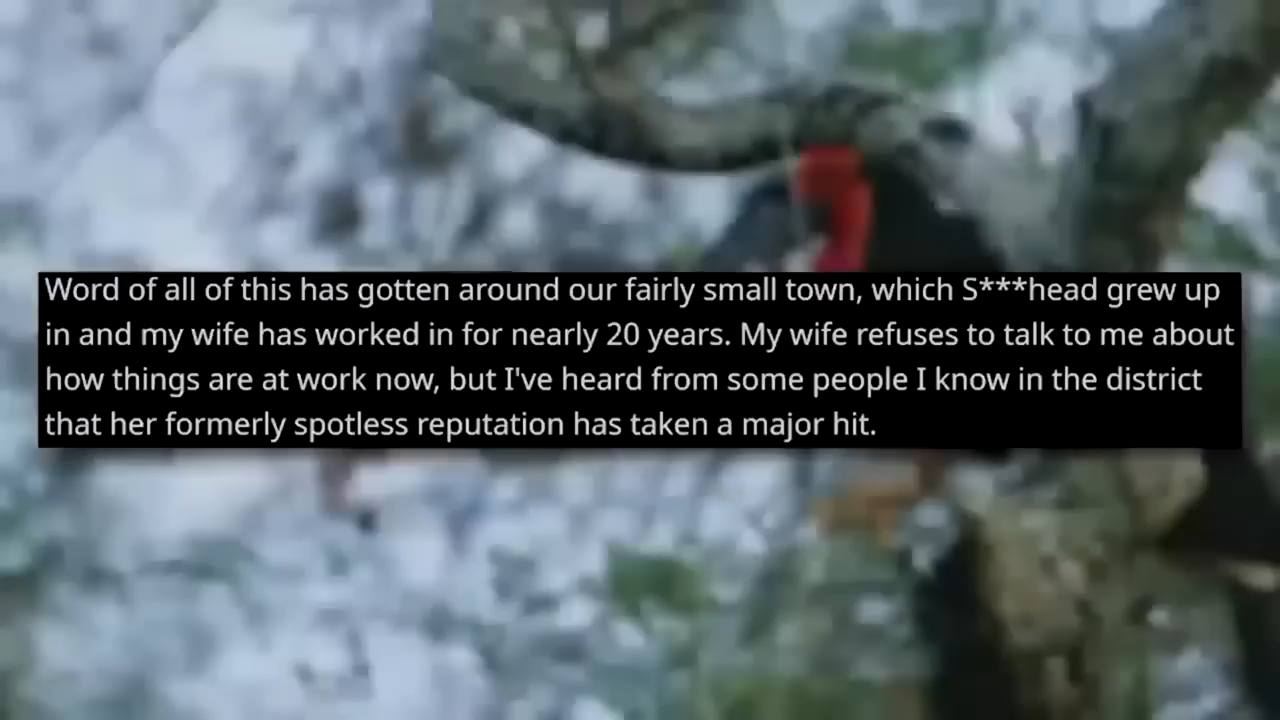 Word of all of this has gotten around our fairly small town, which S***head grew up
in and my wife has worked in for nearly 20 years. My wife refuses to talk to me about
how things are at work now, but I've heard from some people I know in the district
that her formerly spotless reputation has taken a major hit.